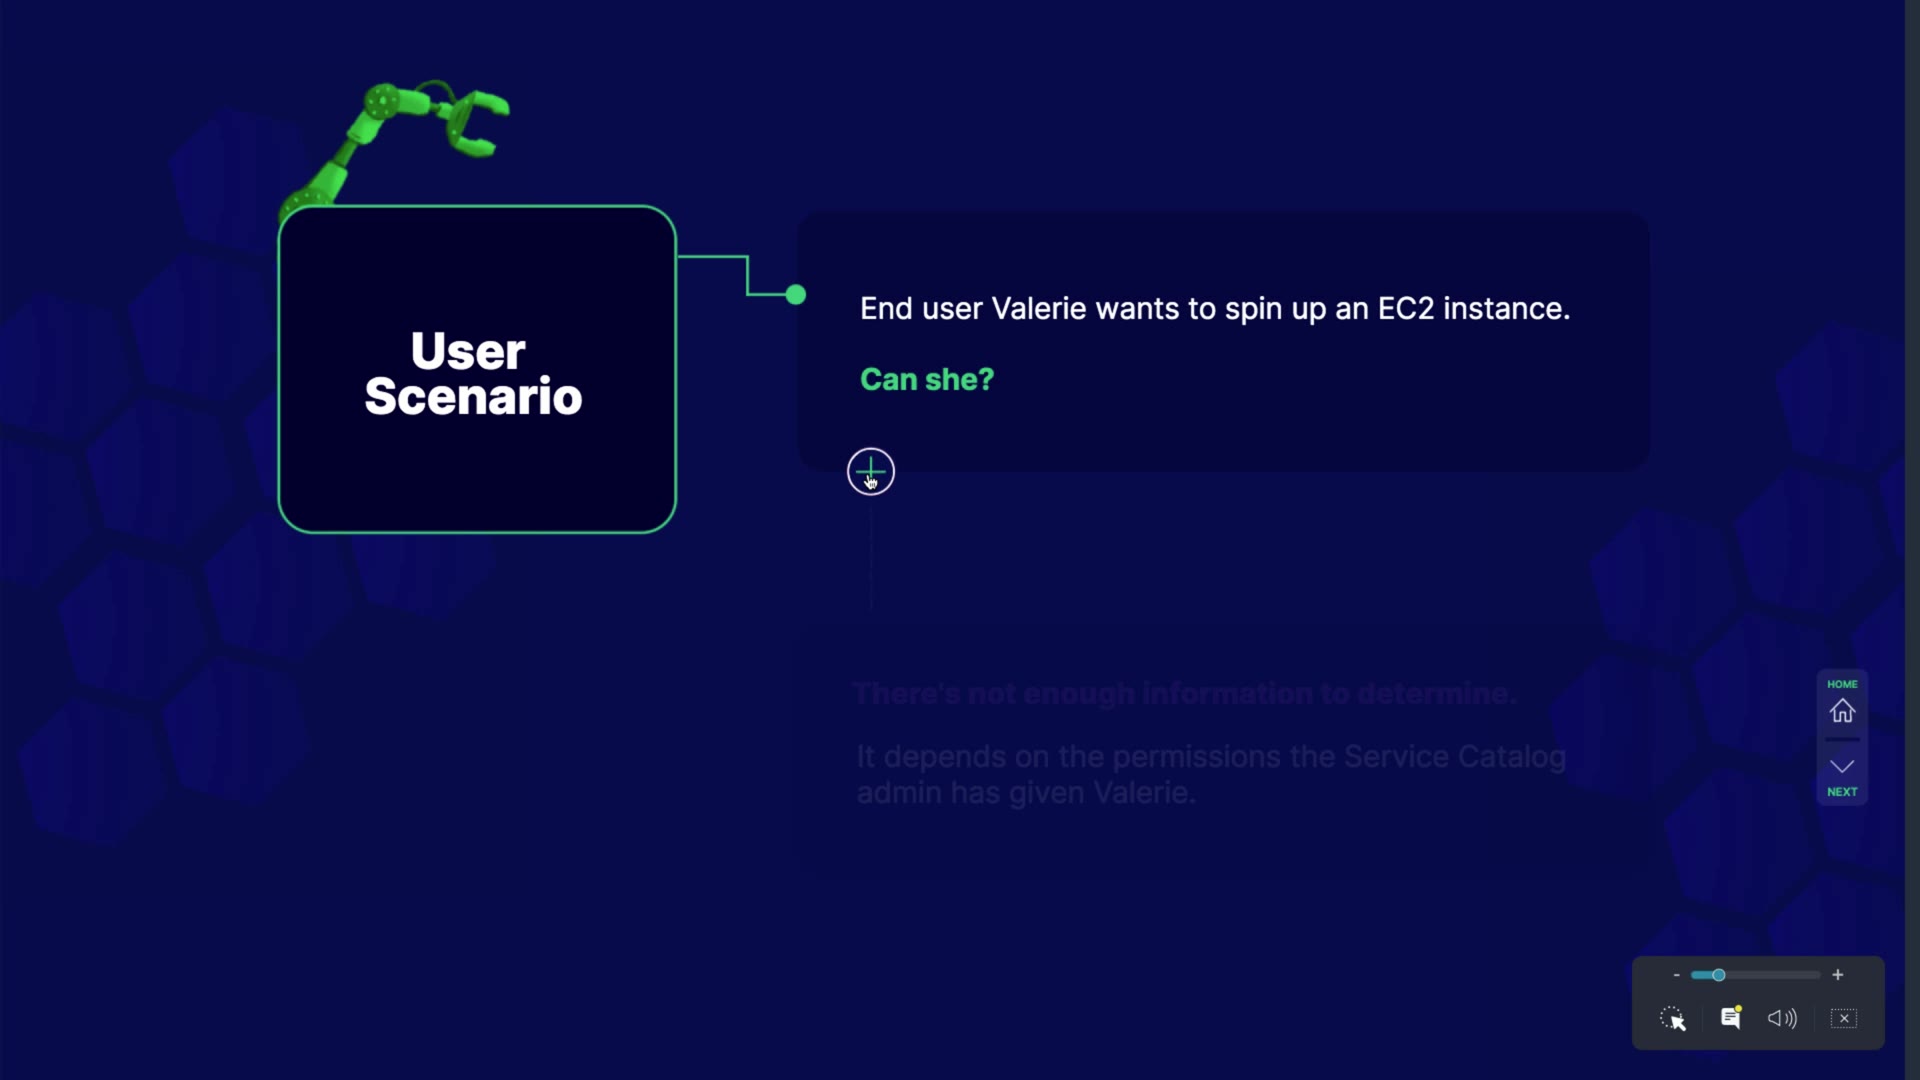 User
Scenario
End user Valerie wants to spin up an EC2 instance.
Can she?
There's not enough information to determine.
It depends on the permissions the Service Catalog
admin has given Valerie.
HOME
NEXT
- +